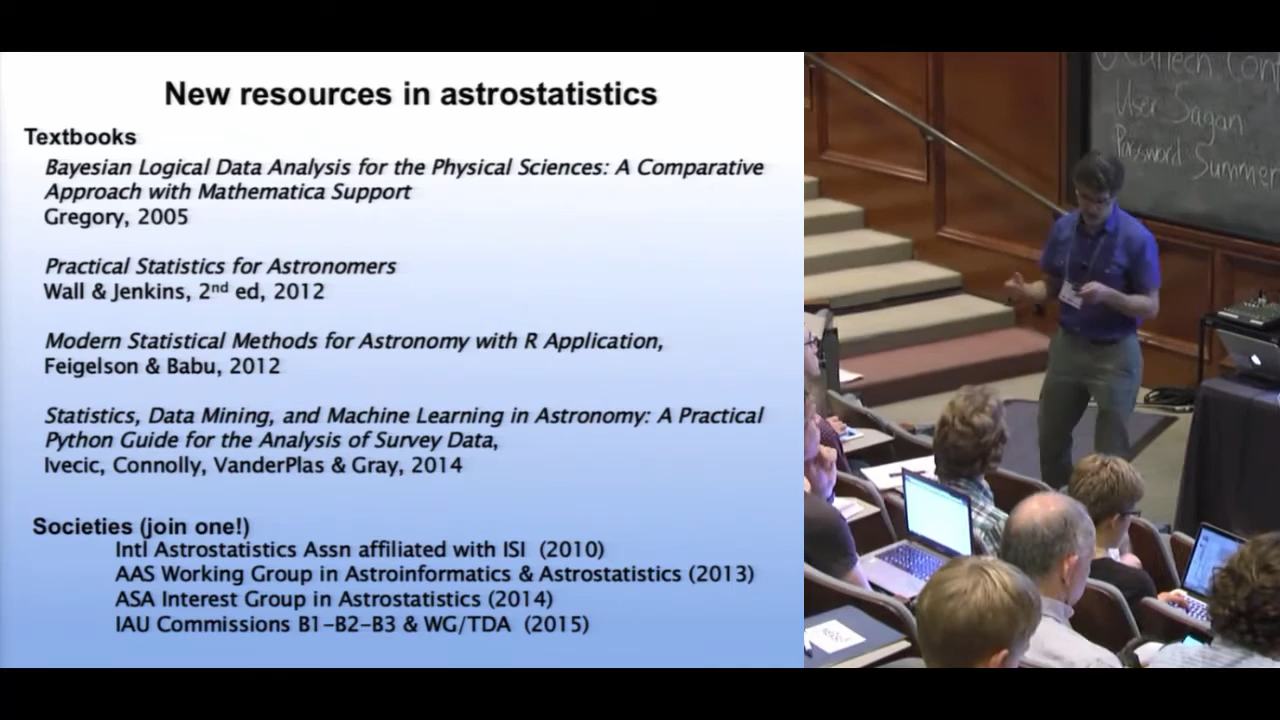 New resources in astrostatistics
Textbooks
Bayesian Logical Data Analysis for the Physical Sciences: A Comparative
Approach with Mathematica Support
Gregory, 2005
Practical Statistics for Astronomers
Wall & Jenkins, 2nd ed, 2012
Modern Statistical Methods for Astronomy with R Application,
Feigelson & Babu, 2012
Statistics, Data Mining, and Machine Learning in Astronomy: A Practical
Python Guide for the Analysis of Survey Data,
Ivecic, Connolly, VanderPlas & Gray, 2014
Societies (join one!)
Intl Astrostatistics Assn affiliated with ISI (2010)
AAS Working Group in Astroinformatics & Astrostatistics (2013)
ASA Interest Group in Astrostatistics (2014)
IAU Commissions B1-B2-B3 & WG/TDA (2015)
Caltech Conf
User Sagan
Password: Summer